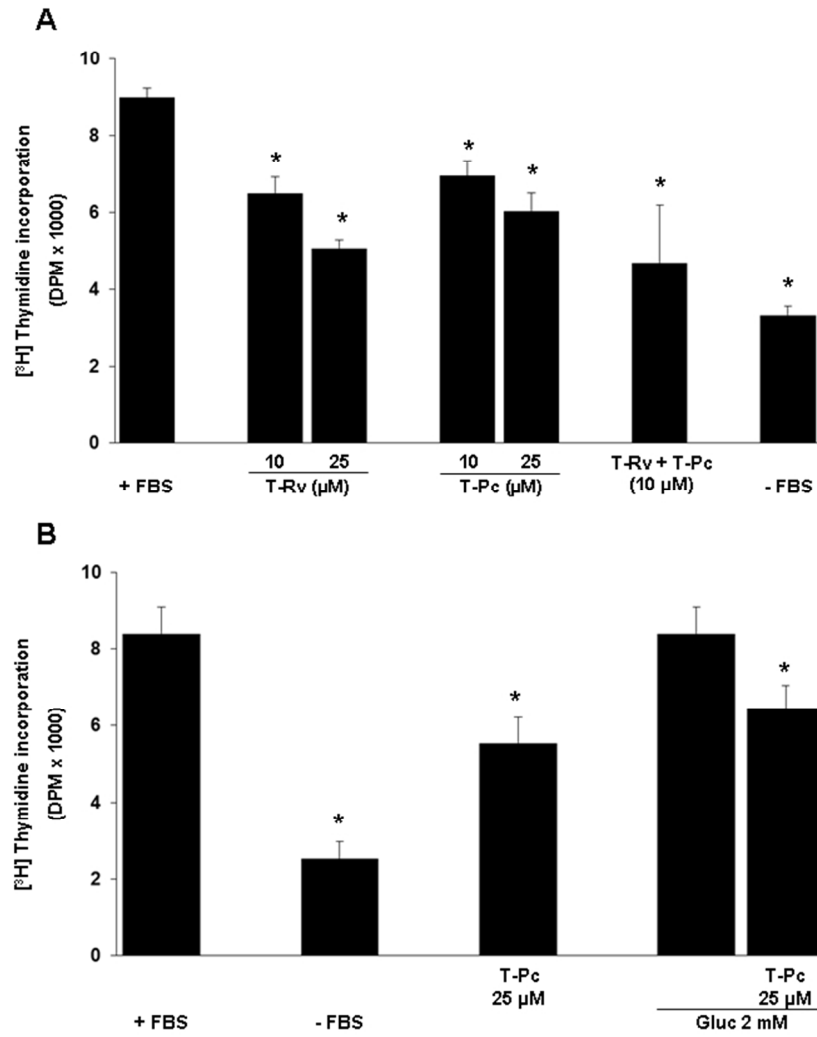 A
[³H] Thymidine incorporation
(DPM x 1000)
10
8
6
4
2
0
* * * * * *
10 25 10 25
+ FBS T-Rv (µM) T-Pc (µM) T-Rv + T-Pc
(10 µM) - FBS
B
[³H] Thymidine incorporation
(DPM x 1000)
10
8
6
4
2
0
* * *
T-Pc T-Pc
25 µM 25 µM
+ FBS - FBS Gluc 2 mM